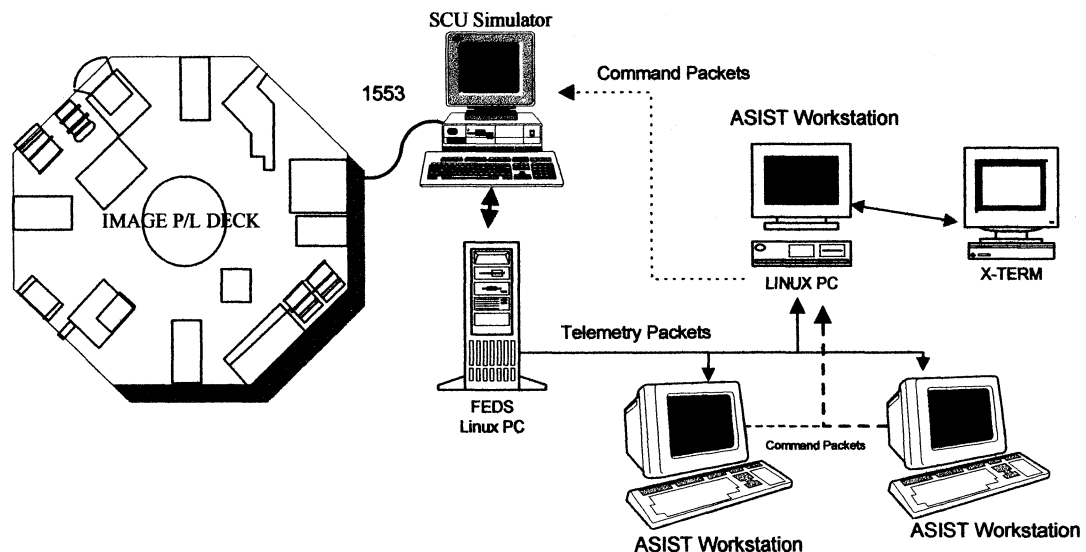 SCU Simulator
1553
Command Packets
ASIST Workstation
IMAGE P/L DECK
LINUX PC
X-TERM
Telemetry Packets
FEDS
Linux PC
Command Packets
ASIST Workstation
ASIST Workstation